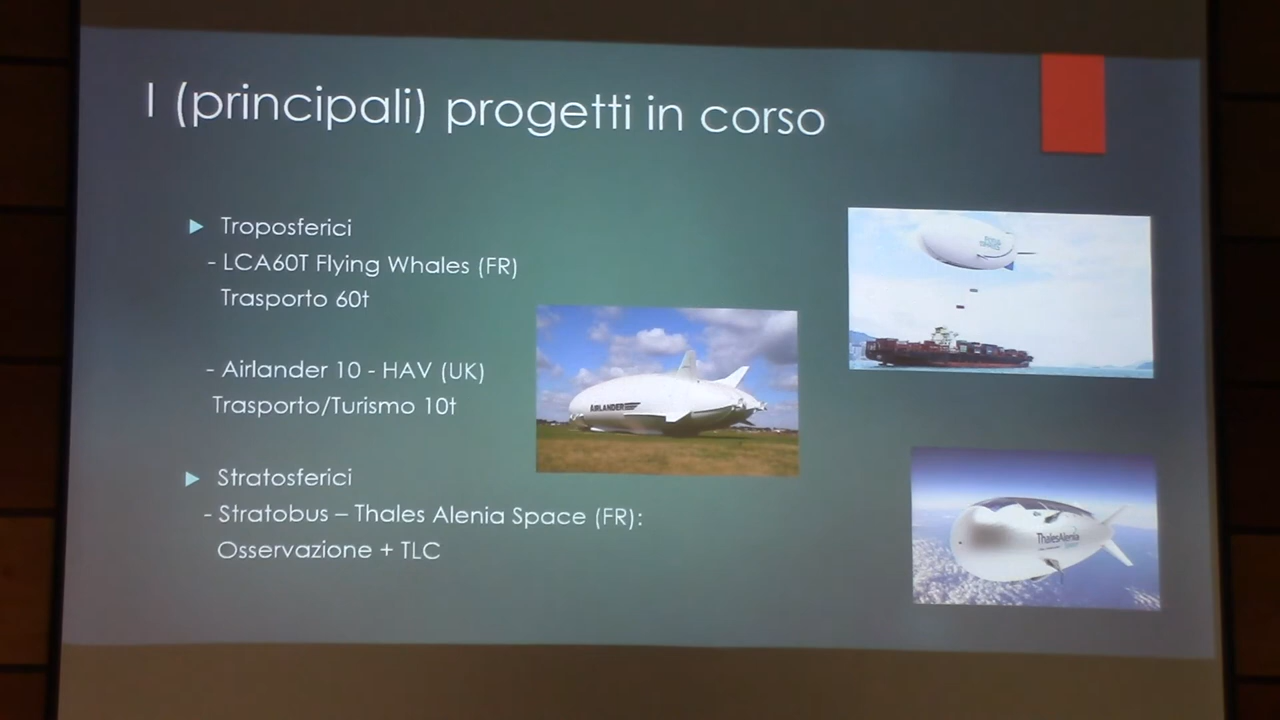 I (principali) progetti in corso
▶ Troposferici
- LCA60T Flying Whales (FR)
Trasporto 60t
- Airlander 10 - HAV (UK)
Trasporto/Turismo 10t
▶ Stratosferici
- Stratobus – Thales Alenia Space (FR):
Osservazione + TLC
AIRLANDER
ThalesAlenia